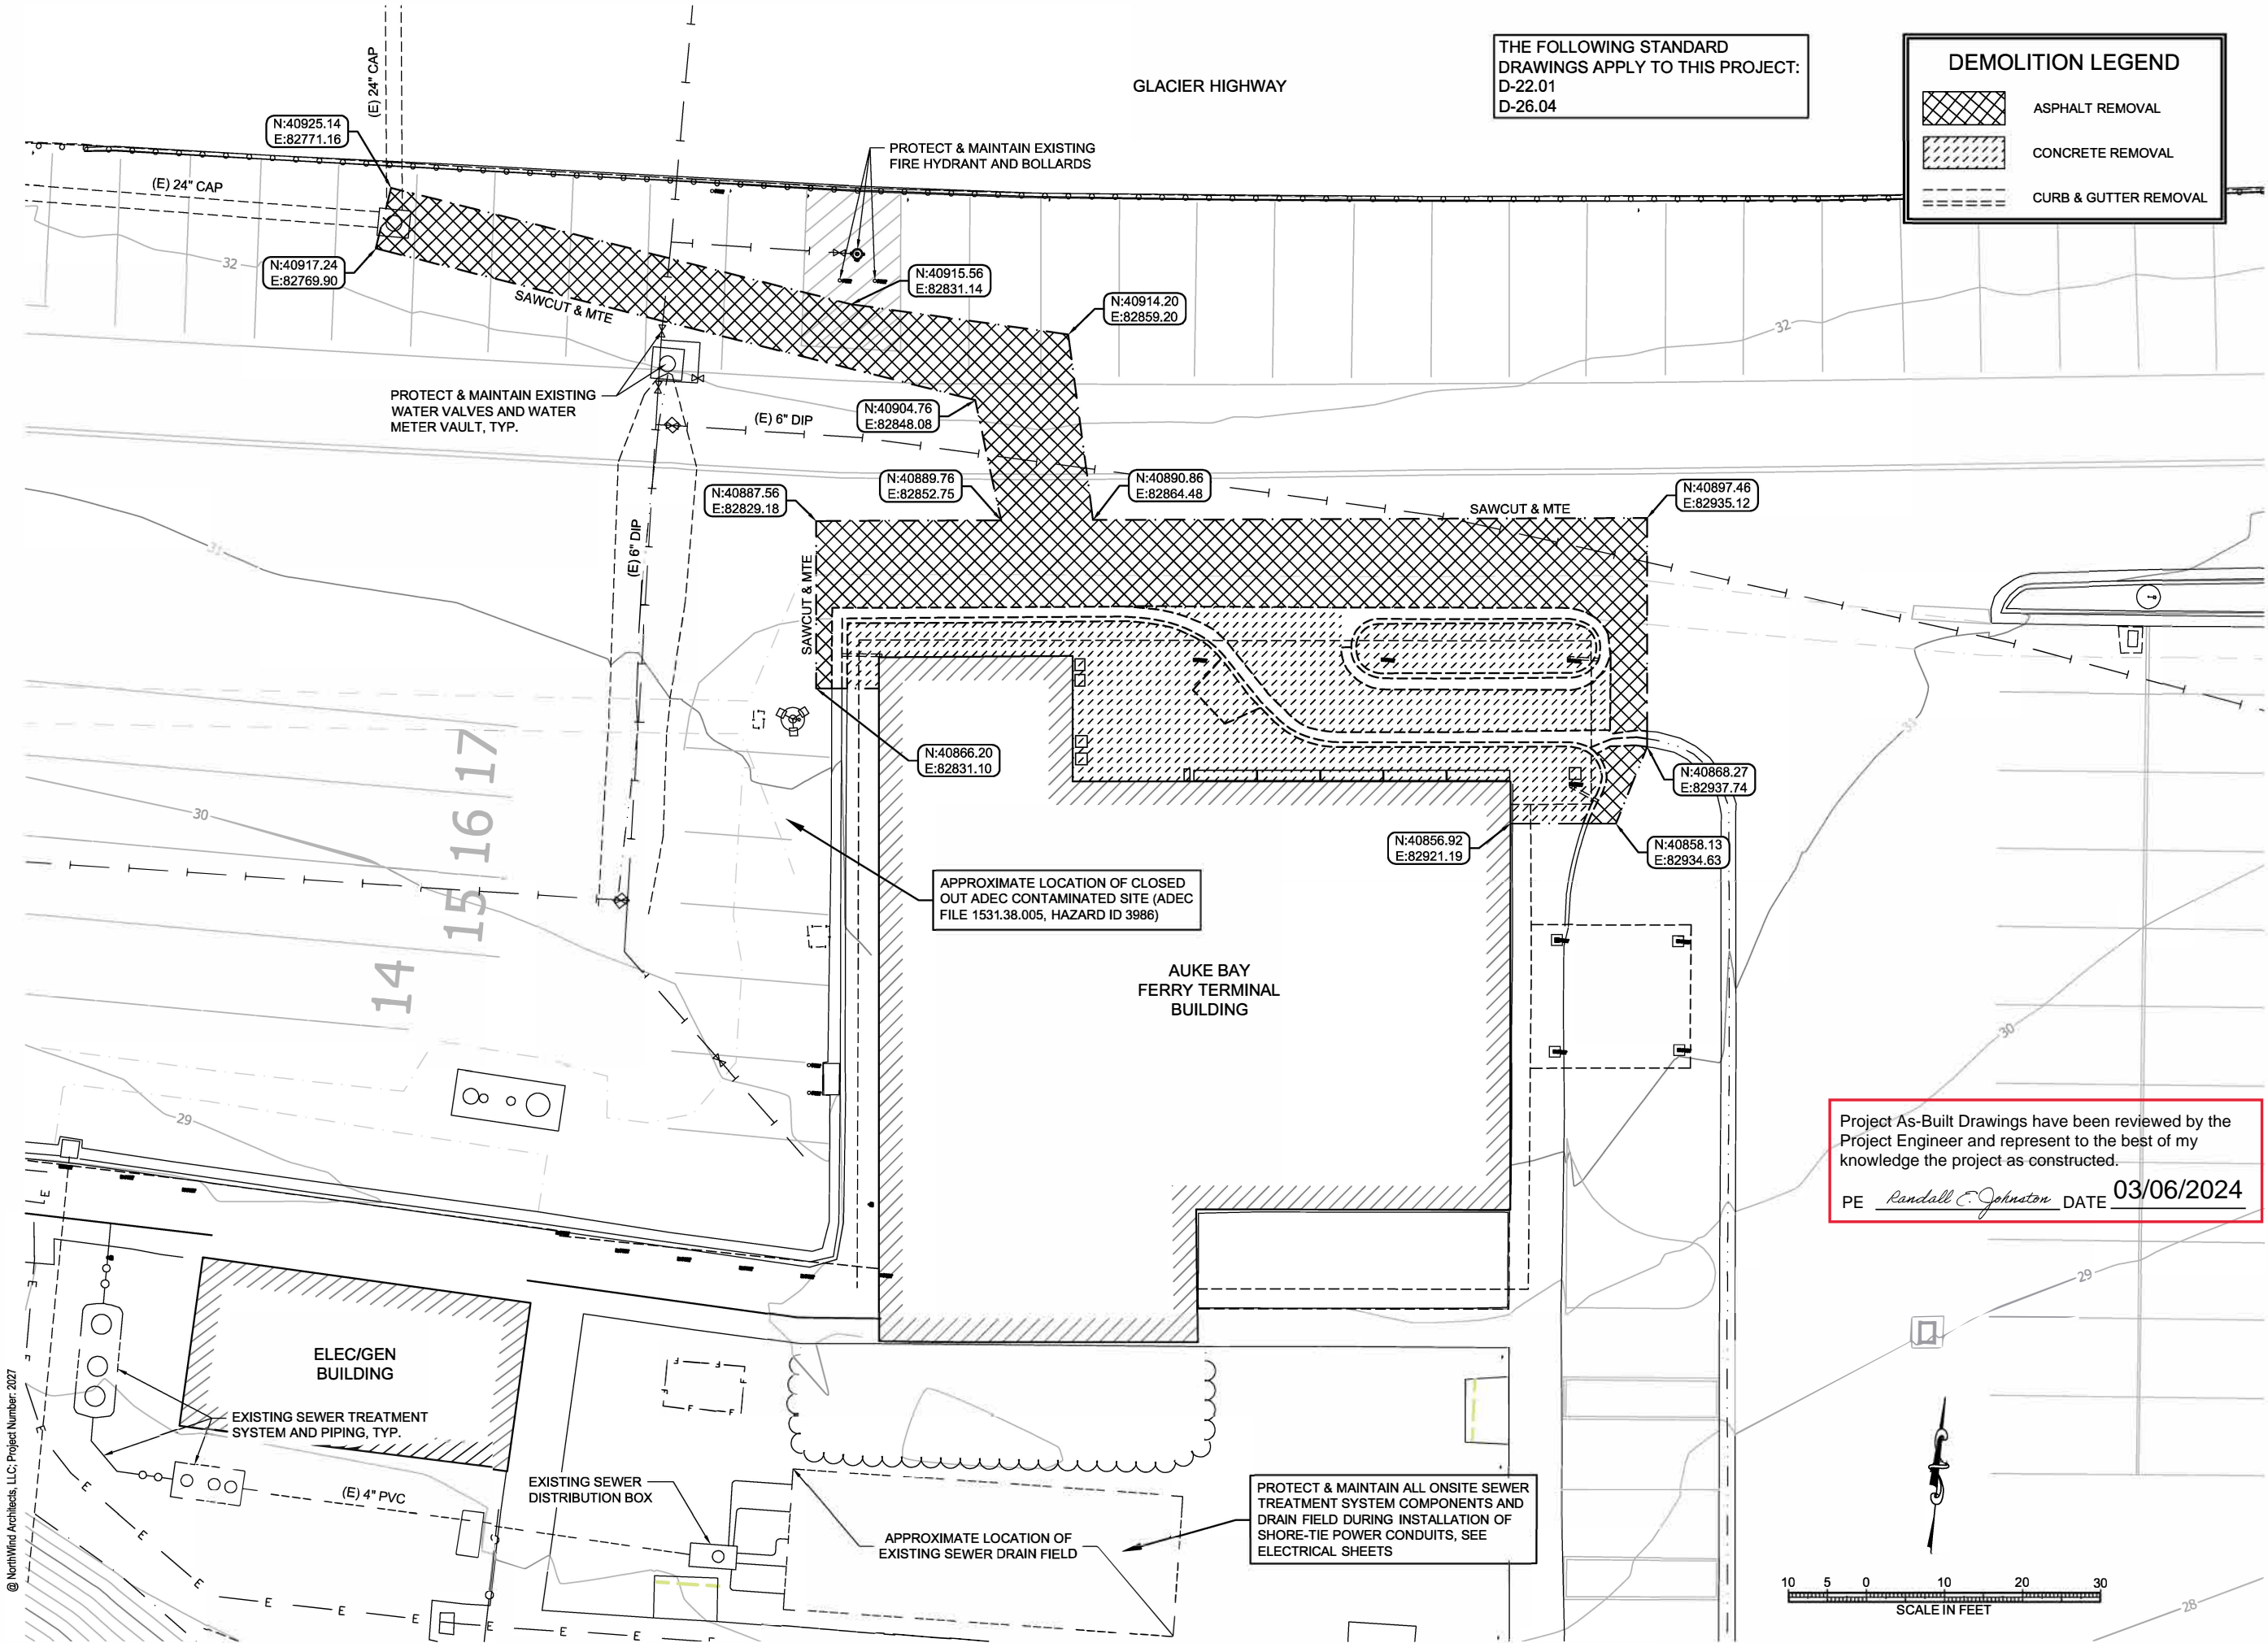 (E) 24" CAP
GLACIER HIGHWAY
THE FOLLOWING STANDARD
DRAWINGS APPLY TO THIS PROJECT:
D-22.01
D-26.04
DEMOLITION LEGEND
ASPHALT REMOVAL
CONCRETE REMOVAL
CURB & GUTTER REMOVAL
N:40925.14
E:82771.16
PROTECT & MAINTAIN EXISTING
FIRE HYDRANT AND BOLLARDS
(E) 24" CAP
32
N:40917.24
E:82769.90
SAWCUT & MTE
N:40915.56
E:82831.14
N:40914.20
E:82859.20
32
PROTECT & MAINTAIN EXISTING
WATER VALVES AND WATER
METER VAULT, TYP.
N:40904.76
E:82848.08
(E) 6" DIP
N:40887.56
E:82829.18
N:40889.76
E:82852.75
N:40890.86
E:82864.48
SAWCUT & MTE
N:40897.46
E:82935.12
31
(E) 6" DIP
SAWCUT & MTE
31
N:40866.20
E:82831.10
N:40868.27
E:82937.74
N:40856.92
E:82921.19
N:40858.13
E:82934.63
30
14 15 16 17
APPROXIMATE LOCATION OF CLOSED
OUT ADEC CONTAMINATED SITE (ADEC
FILE 1531.38.005, HAZARD ID 3986)
AUKE BAY
FERRY TERMINAL
BUILDING
30
29
Project As-Built Drawings have been reviewed by the
Project Engineer and represent to the best of my
knowledge the project as constructed.
PE Randall E. Johnston DATE 03/06/2024
29
E
ELEC/GEN
BUILDING
EXISTING SEWER TREATMENT
SYSTEM AND PIPING, TYP.
F F
F
F F
(E) 4" PVC
EXISTING SEWER
DISTRIBUTION BOX
APPROXIMATE LOCATION OF
EXISTING SEWER DRAIN FIELD
PROTECT & MAINTAIN ALL ONSITE SEWER
TREATMENT SYSTEM COMPONENTS AND
DRAIN FIELD DURING INSTALLATION OF
SHORE-TIE POWER CONDUITS, SEE
ELECTRICAL SHEETS
E
E
E
E E E E E E E
10 5 0 10 20 30
SCALE IN FEET
28
@ NorthWind Architects, LLC; Project Number: 2027